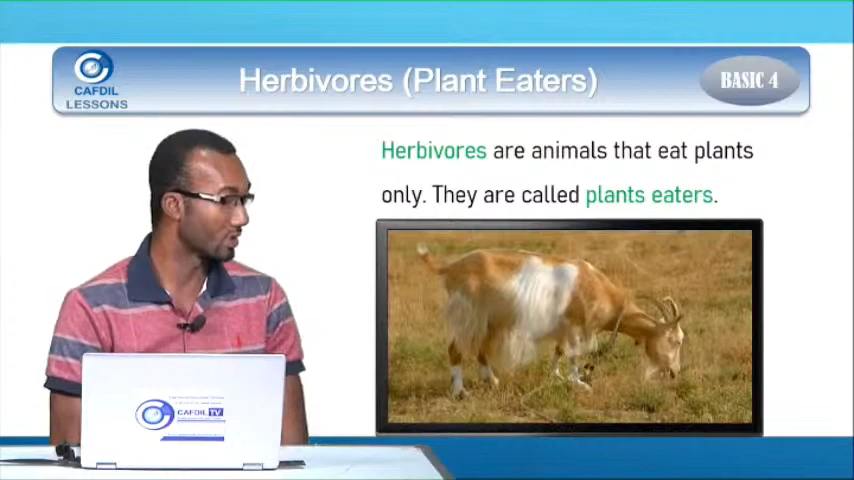 Herbivores (Plant Eaters)
BASIC 4
CAFDIL
LESSONS
Herbivores are animals that eat plants
only. They are called plants eaters.
CAFDIL TV